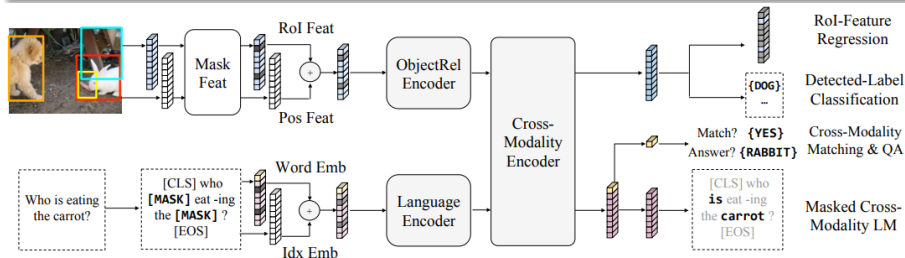 RoI Feat
Mask
Feat
Pos Feat
ObjectRel
Encoder
Cross-
Modality
Encoder
RoI-Feature
Regression
{DOG}
...
Detected-Label
Classification
Match? {YES}
Answer? {RABBIT}
Cross-Modality
Matching & QA
Who is eating
the carrot?
[CLS] who
[MASK] eat -ing
the [MASK] ?
[EOS]
Word Emb
Idx Emb
Language
Encoder
[CLS] who
is eat -ing
the carrot ?
[EOS]
Masked Cross-
Modality LM